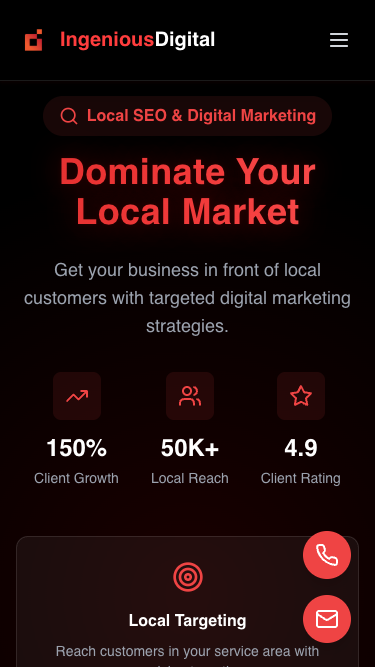 IngeniousDigital
Local SEO & Digital Marketing
Dominate Your
Local Market
Get your business in front of local
customers with targeted digital marketing
strategies.
150%
50K+
4.9
Client Growth
Local Reach
Client Rating
Local Targeting
Reach customers in your service area with